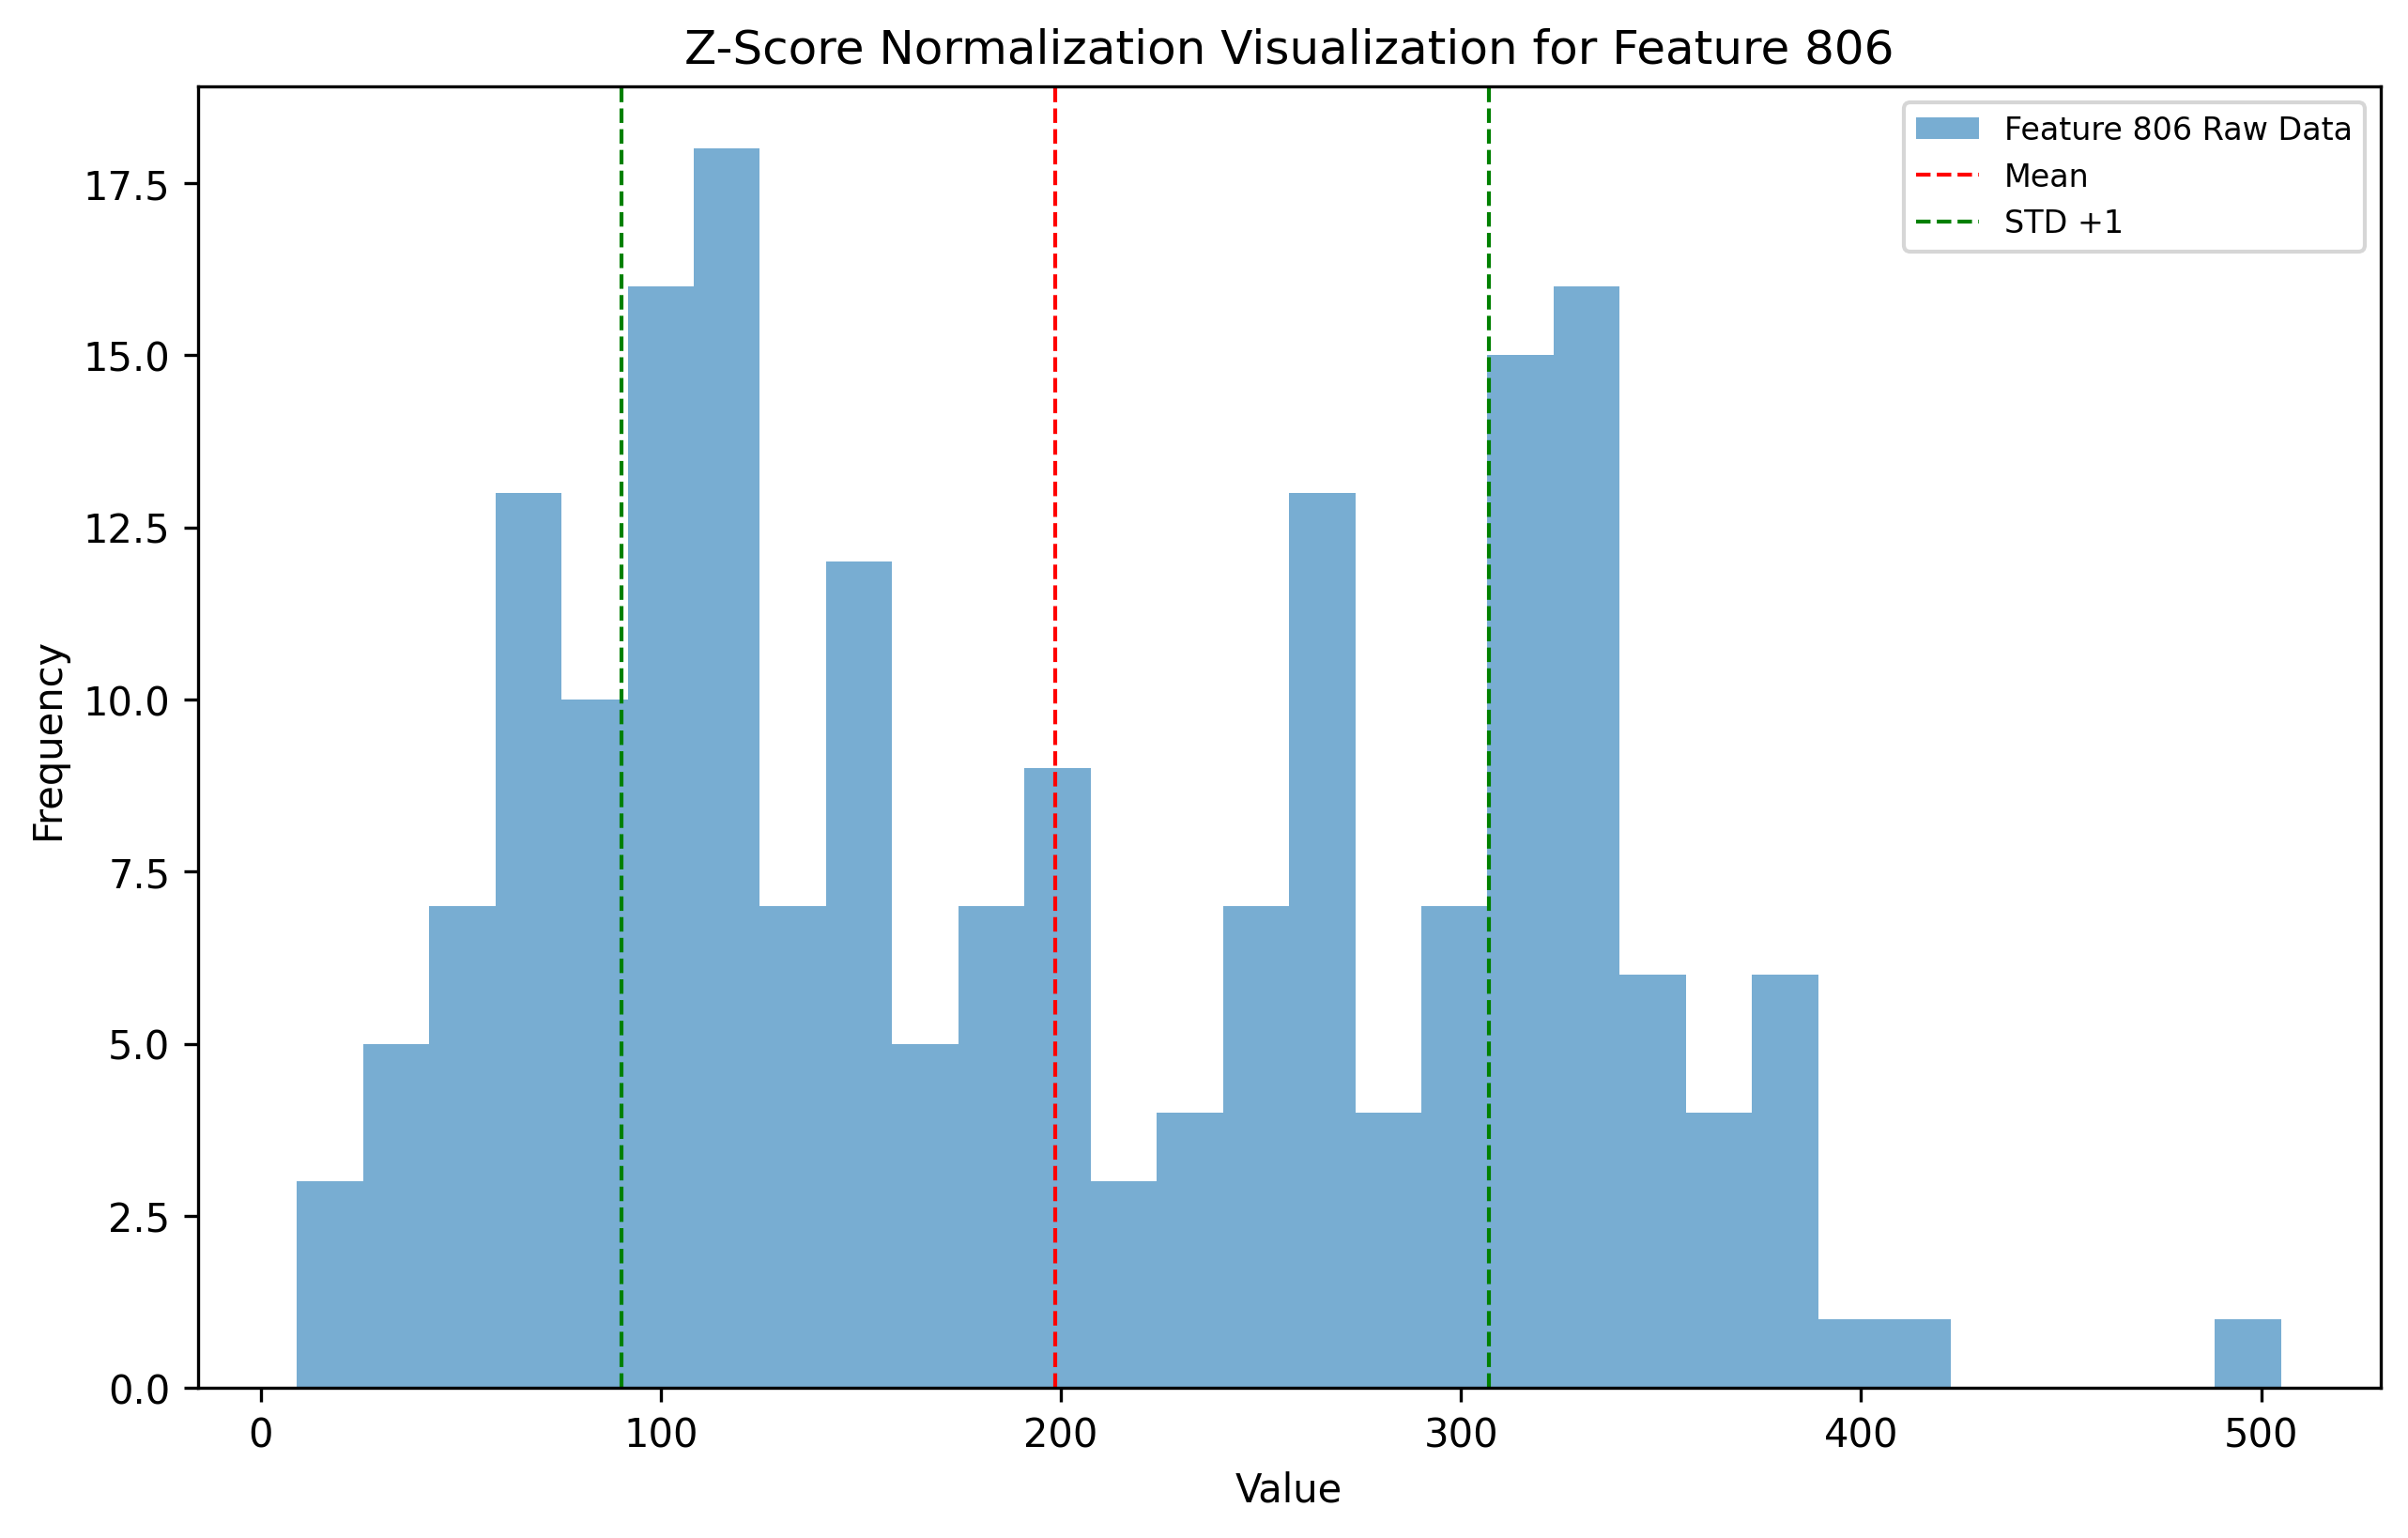 Z-Score Normalization Visualization for Feature 806
Feature 806 Raw Data
Mean
STD +1
17.5
15.0
12.5
10.0
7.5
5.0
2.5
0.0
Frequency
0 100 200 300 400 500
Value